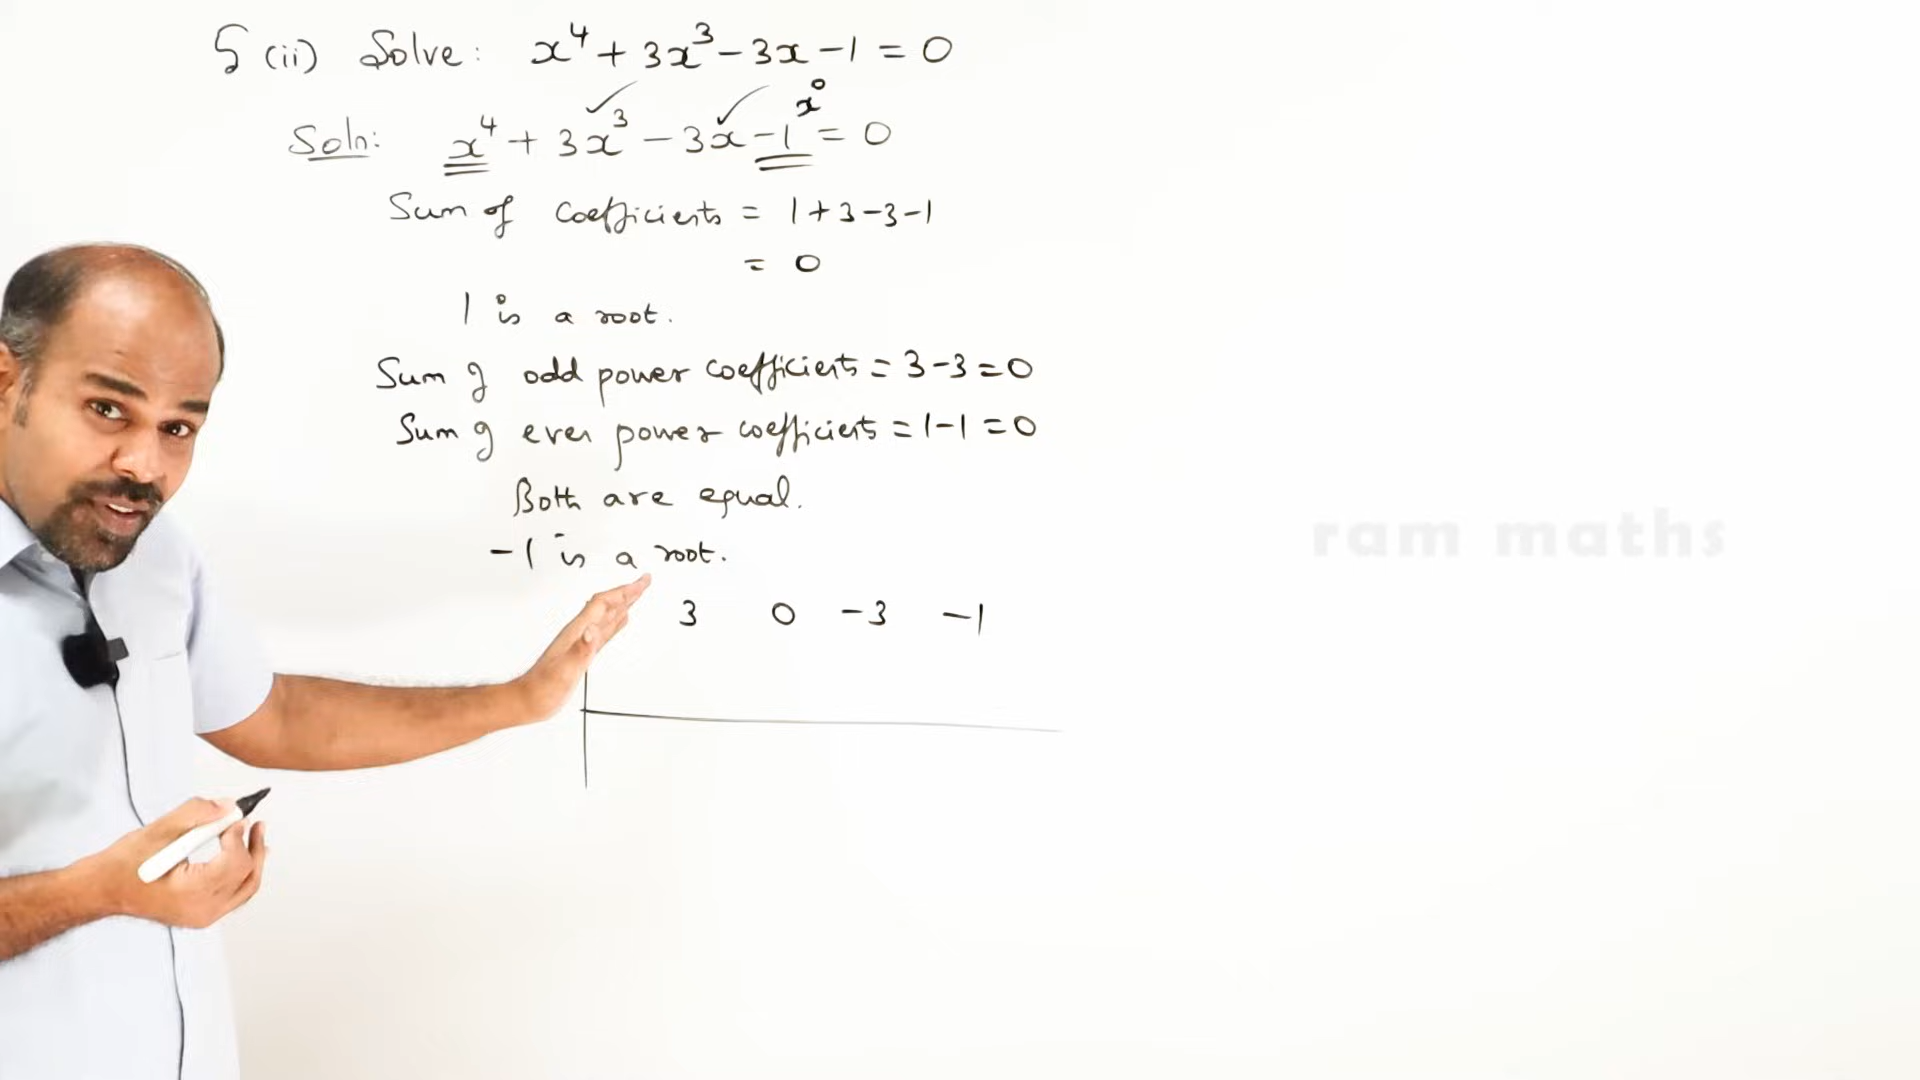 5 (ii) Solve: x⁴ + 3x³ - 3x - 1 = 0
Soln: x⁴ + 3x³ - 3x - 1 = 0
x⁰
Sum of coefficients = 1 + 3 - 3 - 1
= 0
1 is a root.
Sum of odd power coefficients = 3 - 3 = 0
Sum of even power coefficients = 1 - 1 = 0
Both are equal.
-1 is a root.
3 0 -3 -1
ram maths